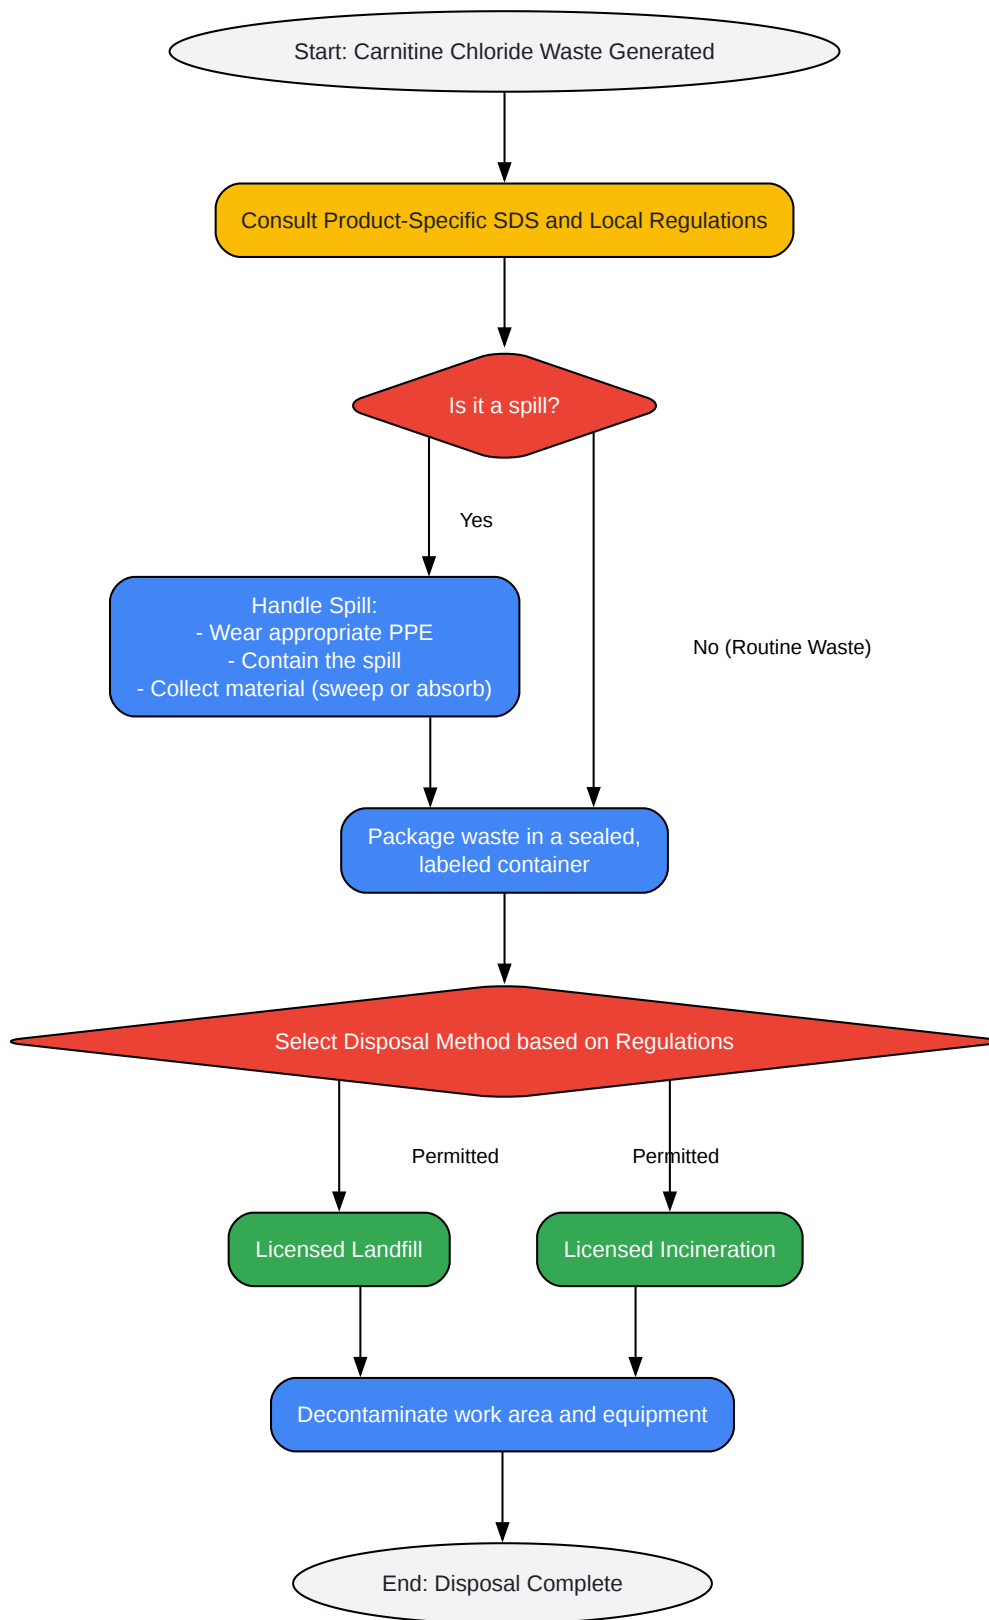 Start: Carnitine Chloride Waste Generated
Consult Product-Specific SDS and Local Regulations
Is it a spill?
Yes
Handle Spill:
- Wear appropriate PPE
- Contain the spill
- Collect material (sweep or absorb)
No (Routine Waste)
Package waste in a sealed,
labeled container
Select Disposal Method based on Regulations
Permitted
Permitted
Licensed Landfill
Licensed Incineration
Decontaminate work area and equipment
End: Disposal Complete